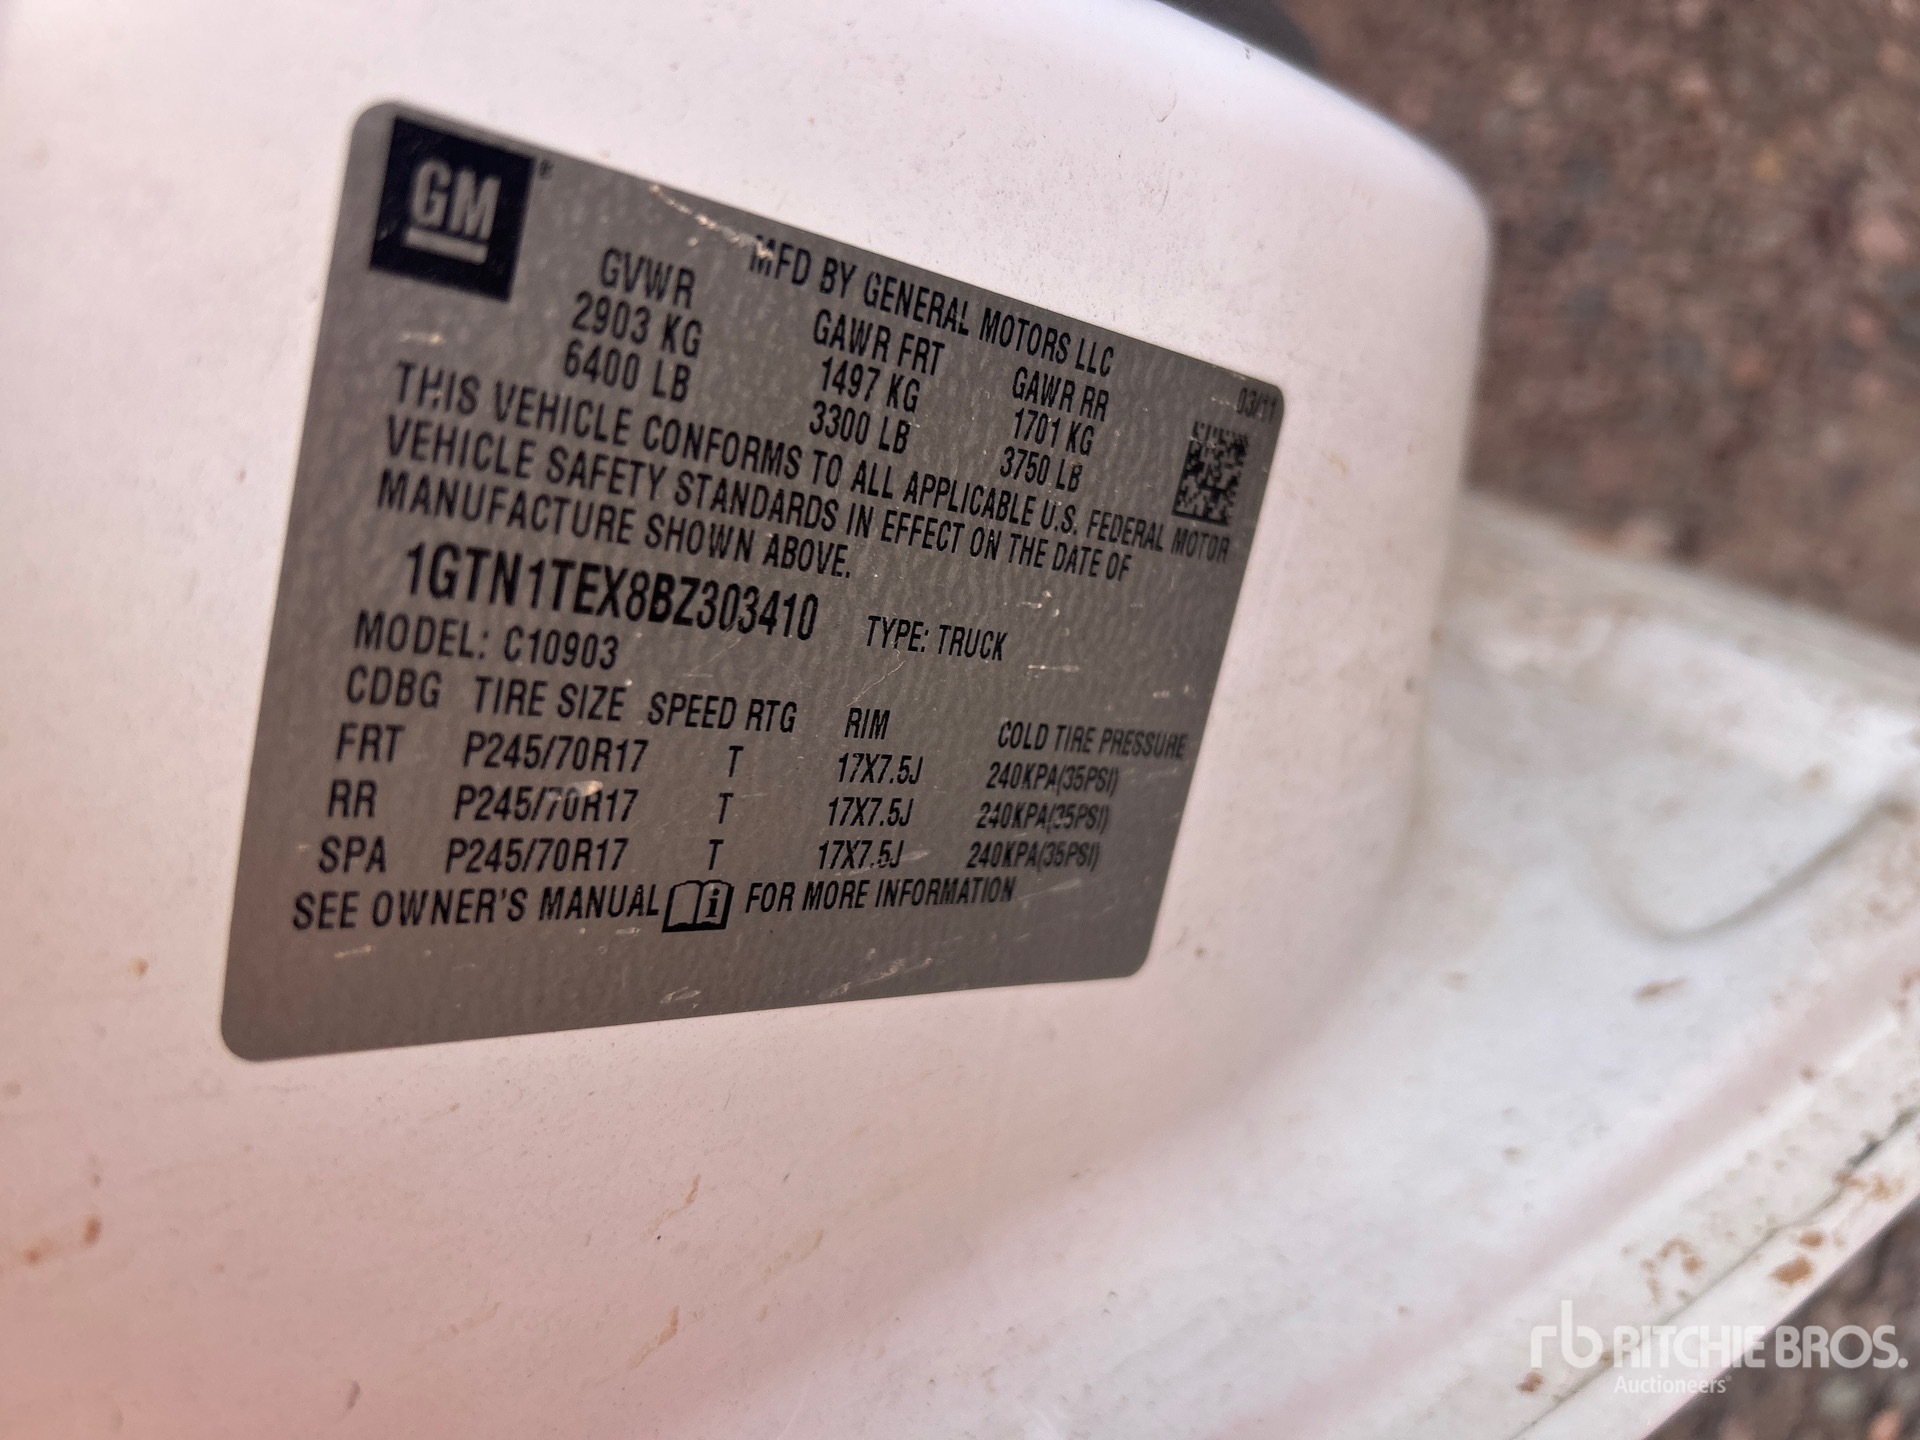 GM®
MFD BY GENERAL MOTORS LLC
03/11
GVWR GAWR FRT GAWR RR
2903 KG 1497 KG 1701 KG
6400 LB 3300 LB 3750 LB
THIS VEHICLE CONFORMS TO ALL APPLICABLE U.S. FEDERAL MOTOR
VEHICLE SAFETY STANDARDS IN EFFECT ON THE DATE OF
MANUFACTURE SHOWN ABOVE.
1GTN1TEX8BZ303410 TYPE: TRUCK
MODEL: C10903
CDBG TIRE SIZE SPEED RTG RIM COLD TIRE PRESSURE
FRT P245/70R17 T 17X7.5J 240KPA(35PSI)
RR P245/70R17 T 17X7.5J 240KPA(35PSI)
SPA P245/70R17 T 17X7.5J 240KPA(35PSI)
SEE OWNER'S MANUAL i FOR MORE INFORMATION
rb RITCHIE BROS.
Auctioneers